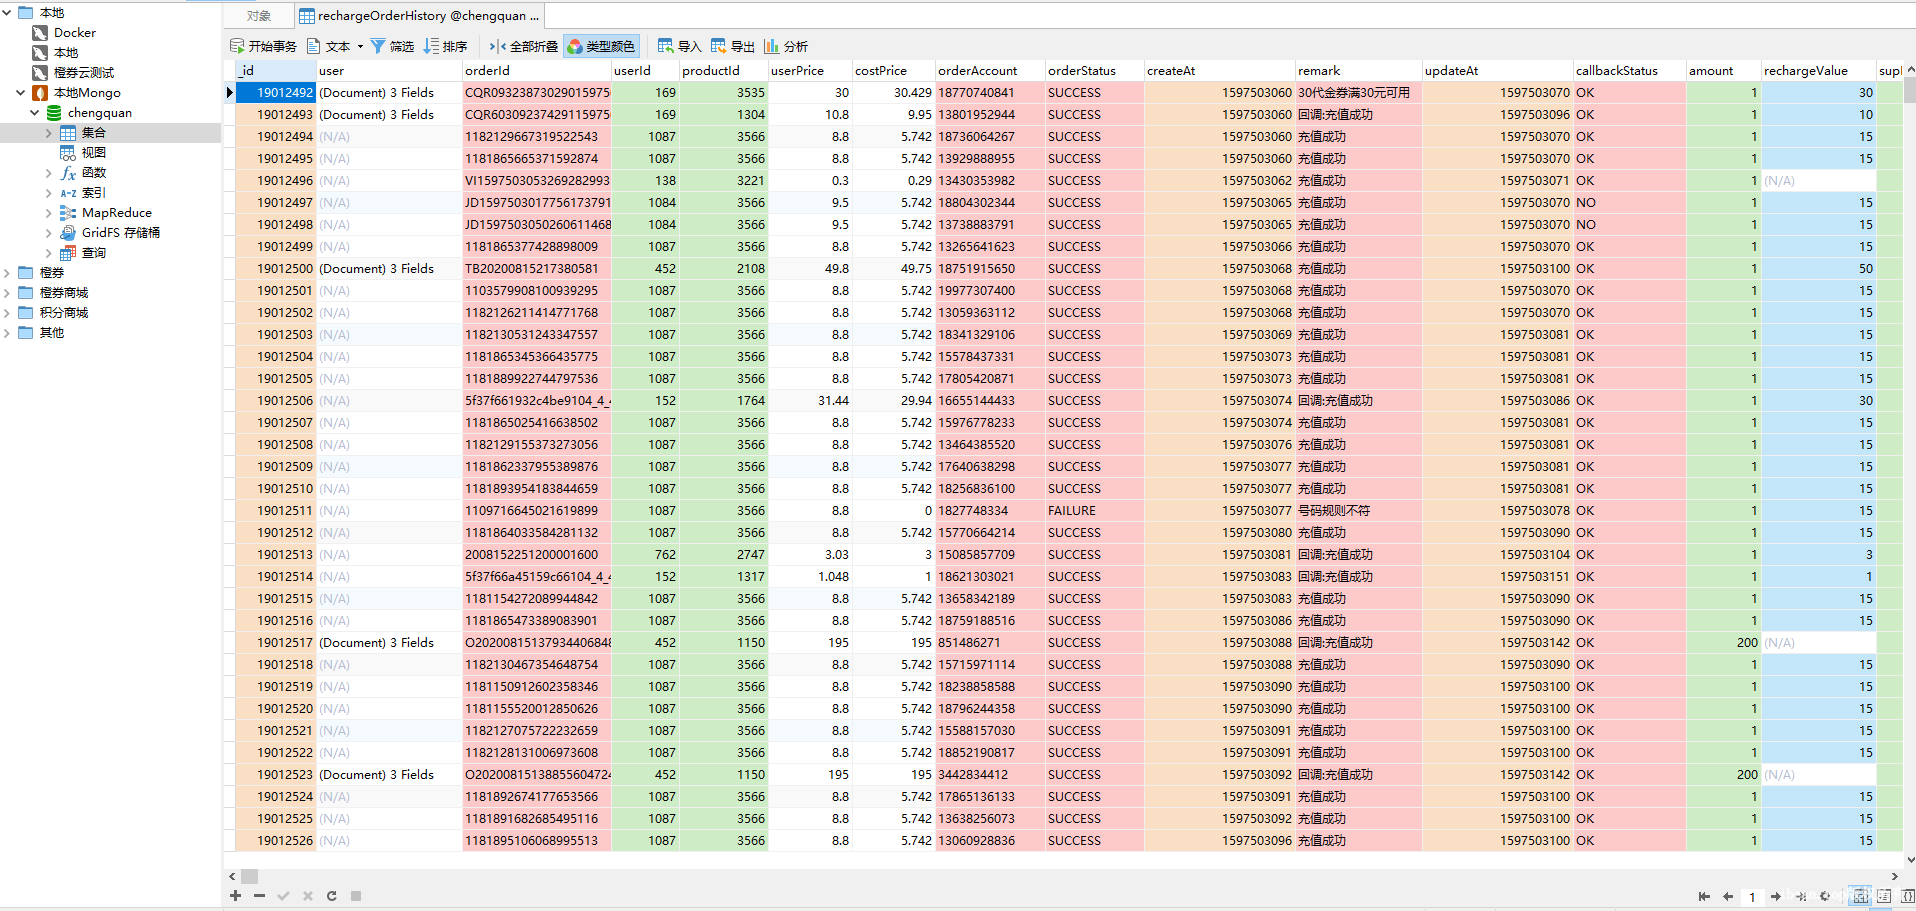 本地
Docker
本地
橙券云测试
本地Mongo
chengquan
集合
视图
函数
索引
MapReduce
GridFS 存储桶
查询
橙券
橙券商城
积分商城
其他
对象 rechargeOrderHistory @chengquan ...
开始事务 文本 筛选 排序 全部折叠 类型颜色 导入 导出 分析
_id user orderId userId productId userPrice costPrice orderAccount orderStatus createAt remark updateAt callbackStatus amount rechargeValue
19012492 (Document) 3 Fields CQR0932387302901597 169 3535 30 30.429 18770740841 SUCCESS 1597503060 30代金券满30元可用 1597503070 OK 1 30
19012493 (Document) 3 Fields CQR6030923742911597 169 1304 10.8 9.95 13801952944 SUCCESS 1597503060 回调:充值成功 1597503096 OK 1 10
19012494 (N/A) 1182129667319522543 1087 3566 8.8 5.742 18736064267 SUCCESS 1597503060 充值成功 1597503070 OK 1 15
19012495 (N/A) 1181865665371592874 1087 3566 8.8 5.742 13929888955 SUCCESS 1597503060 充值成功 1597503070 OK 1 15
19012496 (N/A) VI1597503053269282993 138 3221 0.3 0.29 13430353982 SUCCESS 1597503062 充值成功 1597503071 OK 1 (N/A)
19012497 (N/A) JD1597503017756173791 1084 3566 9.5 5.742 18804302344 SUCCESS 1597503065 充值成功 1597503070 NO 1 15
19012498 (N/A) JD1597503050260611468 1084 3566 9.5 5.742 13738883791 SUCCESS 1597503065 充值成功 1597503070 NO 1 15
19012499 (N/A) 1181865377428898009 1087 3566 8.8 5.742 13265641623 SUCCESS 1597503066 充值成功 1597503070 OK 1 15
19012500 (Document) 3 Fields TB20200815217380581 452 2108 49.8 49.75 18751915650 SUCCESS 1597503068 充值成功 1597503100 OK 1 50
19012501 (N/A) 1103579908100939295 1087 3566 8.8 5.742 19977307400 SUCCESS 1597503068 充值成功 1597503070 OK 1 15
19012502 (N/A) 1182126211414771768 1087 3566 8.8 5.742 13059363112 SUCCESS 1597503068 充值成功 1597503070 OK 1 15
19012503 (N/A) 1182130531243347557 1087 3566 8.8 5.742 18341329106 SUCCESS 1597503069 充值成功 1597503081 OK 1 15
19012504 (N/A) 1181865345366435775 1087 3566 8.8 5.742 15578437331 SUCCESS 1597503073 充值成功 1597503081 OK 1 15
19012505 (N/A) 1181889922744797536 1087 3566 8.8 5.742 17805420871 SUCCESS 1597503073 充值成功 1597503081 OK 1 15
19012506 (N/A) 5f37f661932c4be9104_4_ 152 1764 31.44 29.94 16655144433 SUCCESS 1597503074 回调:充值成功 1597503086 OK 1 30
19012507 (N/A) 1181865025416638502 1087 3566 8.8 5.742 15976778233 SUCCESS 1597503074 充值成功 1597503081 OK 1 15
19012508 (N/A) 1182129155373273056 1087 3566 8.8 5.742 13464385520 SUCCESS 1597503076 充值成功 1597503081 OK 1 15
19012509 (N/A) 1181862337955389876 1087 3566 8.8 5.742 17640638298 SUCCESS 1597503077 充值成功 1597503081 OK 1 15
19012510 (N/A) 1181893954183844659 1087 3566 8.8 5.742 18256836100 SUCCESS 1597503077 充值成功 1597503081 OK 1 15
19012511 (N/A) 1109716645021619899 1087 3566 8.8 0 1827748334 FAILURE 1597503077 号码规则不符 1597503078 OK 1 15
19012512 (N/A) 1181864033584281132 1087 3566 8.8 5.742 15770664214 SUCCESS 1597503080 充值成功 1597503090 OK 1 15
19012513 (N/A) 2008152251200001600 762 2747 3.03 3 15085857709 SUCCESS 1597503081 回调:充值成功 1597503104 OK 1 3
19012514 (N/A) 5f37f66a45159c66104_4_ 152 1317 1.048 1 18621303021 SUCCESS 1597503083 回调:充值成功 1597503151 OK 1 1
19012515 (N/A) 1181154272089944842 1087 3566 8.8 5.742 13658342189 SUCCESS 1597503083 充值成功 1597503090 OK 1 15
19012516 (N/A) 1181865473389083901 1087 3566 8.8 5.742 18759188516 SUCCESS 1597503086 充值成功 1597503090 OK 1 15
19012517 (Document) 3 Fields O20200815137934406848 452 1150 195 195 851486271 SUCCESS 1597503088 回调:充值成功 1597503142 OK 200 (N/A)
19012518 (N/A) 1182130467354648754 1087 3566 8.8 5.742 15715971114 SUCCESS 1597503088 充值成功 1597503090 OK 1 15
19012519 (N/A) 1181150912602358346 1087 3566 8.8 5.742 18238858588 SUCCESS 1597503090 充值成功 1597503100 OK 1 15
19012520 (N/A) 1181155520012850626 1087 3566 8.8 5.742 18796244358 SUCCESS 1597503090 充值成功 1597503100 OK 1 15
19012521 (N/A) 1182127075722232659 1087 3566 8.8 5.742 15588157030 SUCCESS 1597503091 充值成功 1597503100 OK 1 15
19012522 (N/A) 1182128131006973608 1087 3566 8.8 5.742 18852190817 SUCCESS 1597503091 充值成功 1597503100 OK 1 15
19012523 (Document) 3 Fields O2020081513885560472 452 1150 195 195 3442834412 SUCCESS 1597503092 回调:充值成功 1597503142 OK 200 (N/A)
19012524 (N/A) 1181892674177653566 1087 3566 8.8 5.742 17865136133 SUCCESS 1597503091 充值成功 1597503100 OK 1 15
19012525 (N/A) 1181891682685495116 1087 3566 8.8 5.742 13638256073 SUCCESS 1597503092 充值成功 1597503100 OK 1 15
19012526 (N/A) 1181895106068995513 1087 3566 8.8 5.742 13060928836 SUCCESS 1597503096 充值成功 1597503100 OK 1 15
1